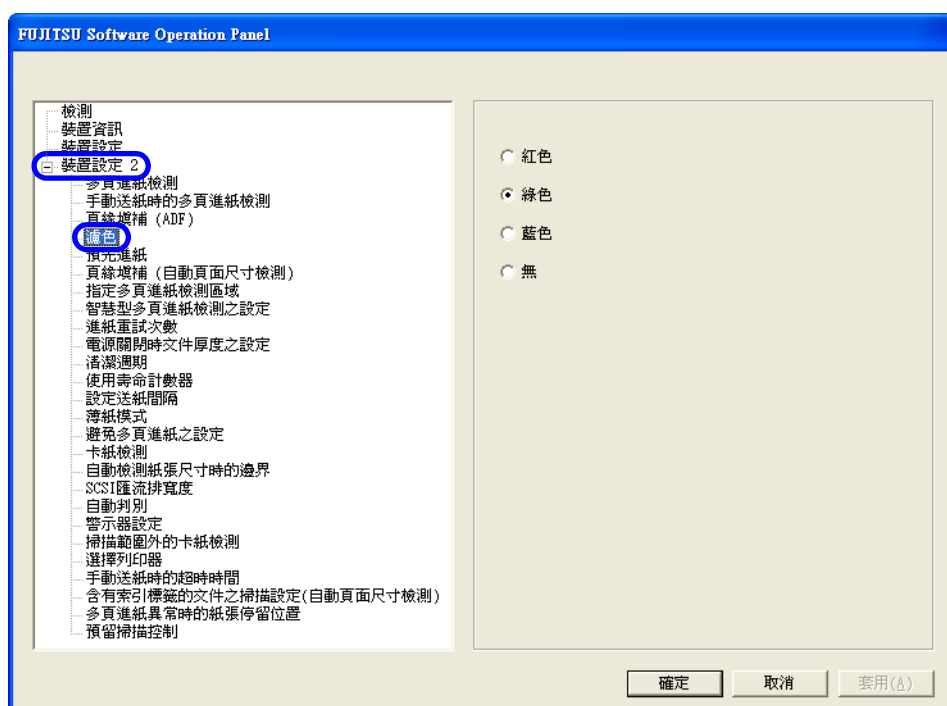 FUJITSU Software Operation Panel
檢測
裝置資訊
裝置設定
裝置設定 2
多頁進紙檢測
手動送紙時的多頁進紙檢測
頁緣填補 (ADF)
濾色
預先進紙
頁緣填補 (自動頁面尺寸檢測)
指定多頁進紙檢測區域
智慧型多頁進紙檢測之設定
進紙重試次數
電源關閉時文件厚度之設定
清潔週期
使用壽命計數器
設定送紙間隔
薄紙模式
避免多頁進紙之設定
卡紙檢測
自動檢測紙張尺寸時的邊界
SCSI匯流排寬度
自動判別
警示器設定
掃描範圍外的卡紙檢測
選擇列印器
手動送紙時的超時時間
含有索引標籤的文件之掃描設定(自動頁面尺寸檢測)
多頁進紙異常時的紙張停留位置
預留掃描控制
紅色
綠色
藍色
無
確定
取消
套用(A)